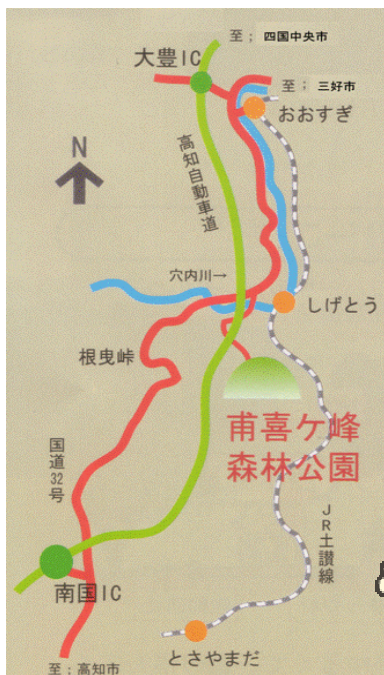 至；四国中央市
大豊IC
至；三好市
おおすぎ
N
高知自動車道
穴内川→
しげとう
根曳峠
甫喜ケ峰
森林公園
国道32号
JR土讃線
南国IC
とさやまだ
至；高知市